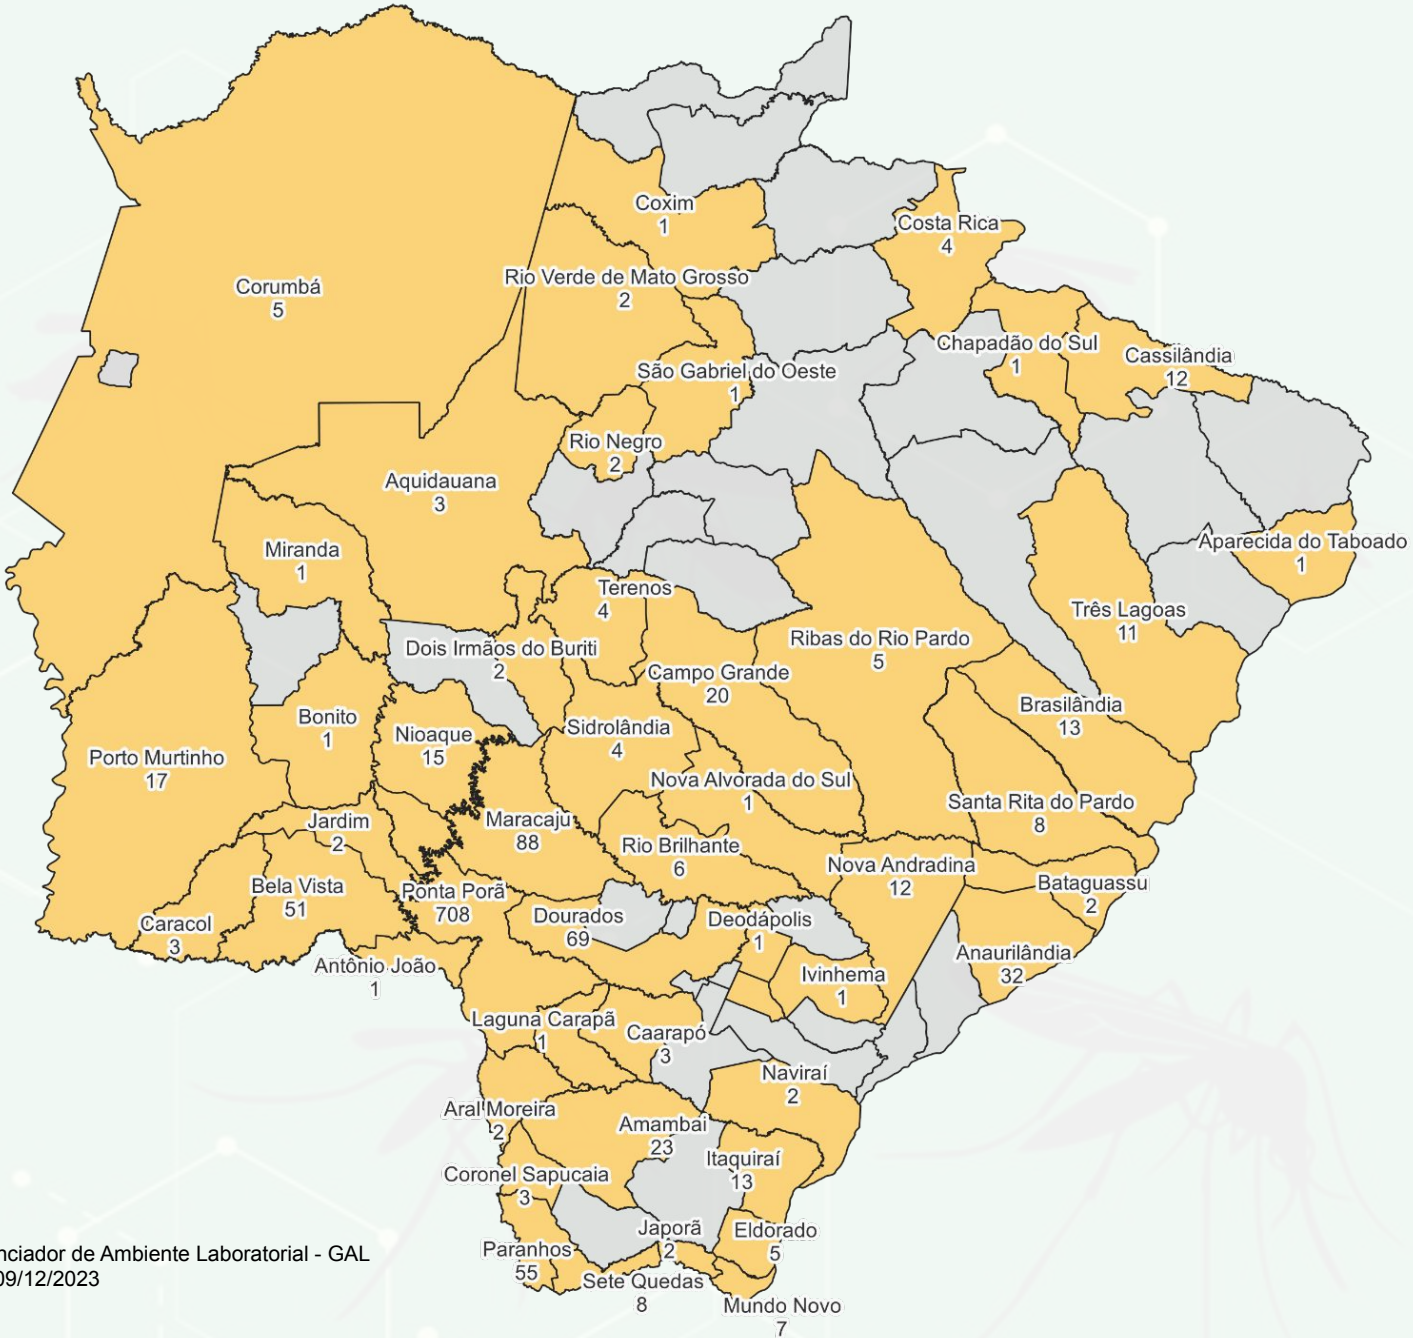 Coxim
1
Costa Rica
4
Corumbá
5
Rio Verde de Mato Grosso
2
Chapadão do Sul
1
Cassilândia
12
São Gabriel do Oeste
1
Rio Negro
2
Aquidauana
3
Miranda
1
Aparecida do Taboado
1
Terenos
4
Três Lagoas
11
Ribas do Rio Pardo
5
Dois Irmãos do Buriti
2
Campo Grande
20
Brasilândia
13
Bonito
1
Nioaque
15
Sidrolândia
4
Porto Murtinho
17
Nova Alvorada do Sul
1
Santa Rita do Pardo
8
Jardim
2
Maracaju
88
Rio Brilhante
6
Nova Andradina
12
Bela Vista
51
Ponta Porã
708
Bataguassu
2
Caracol
3
Dourados
69
Deodápolis
1
Anaurilândia
32
Antônio João
1
Ivinhema
1
Laguna Carapã
1
Caarapó
3
Naviraí
2
Aral Moreira
2
Amambai
23
Itaquiraí
13
Coronel Sapucaia
3
Japorã
2
Eldorado
5
Paranhos
55
Sete Quedas
8
Mundo Novo
7
nciador de Ambiente Laboratorial - GAL
09/12/2023